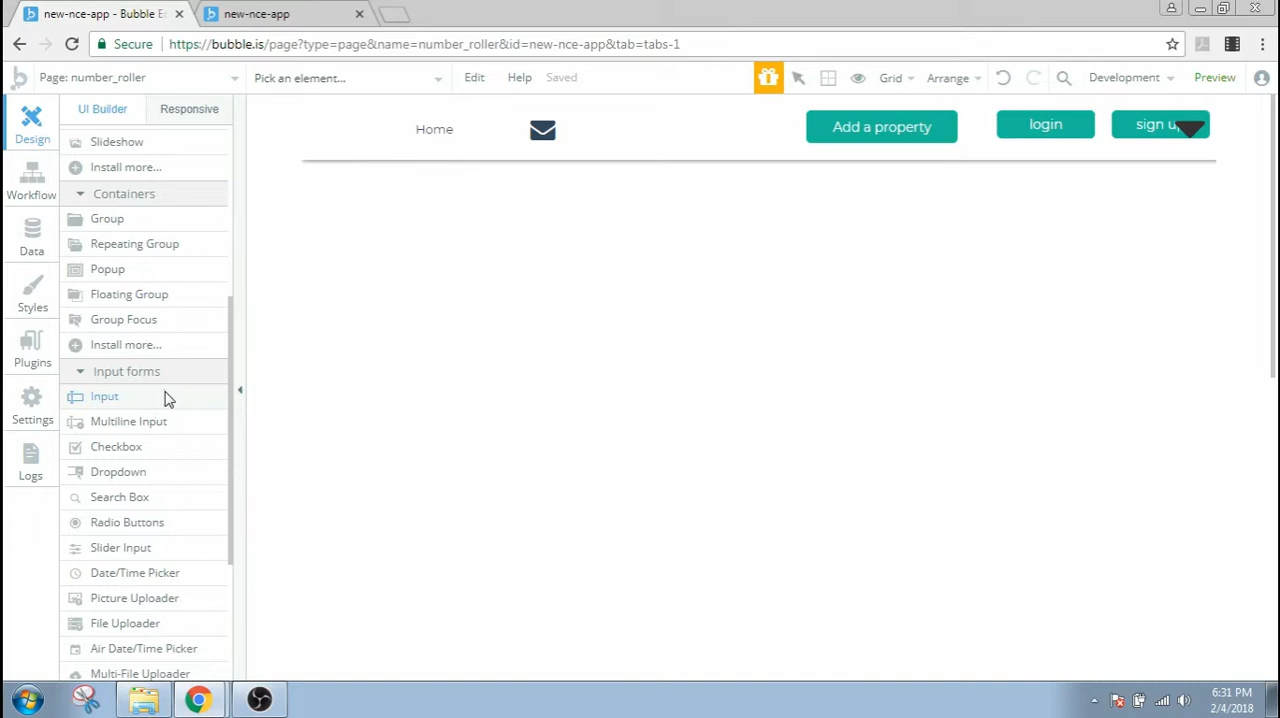 new-nce-app - Bubble E
new-nce-app
Secure
https://bubble.is/page?type=page&name=number_roller&id=new-nce-app&tab=tabs-1
Page: number_roller
Pick an element...
Edit
Help
Saved
Grid
Arrange
Development
Preview
Design
Workflow
Data
Styles
Plugins
Settings
Logs
UI Builder
Responsive
Slideshow
Install more...
Containers
Group
Repeating Group
Popup
Floating Group
Group Focus
Install more...
Input forms
Input
Multiline Input
Checkbox
Dropdown
Search Box
Radio Buttons
Slider Input
Date/Time Picker
Picture Uploader
File Uploader
Air Date/Time Picker
Multi-File Uploader
Home
Add a property
login
sign u
6:31 PM
2/4/2018